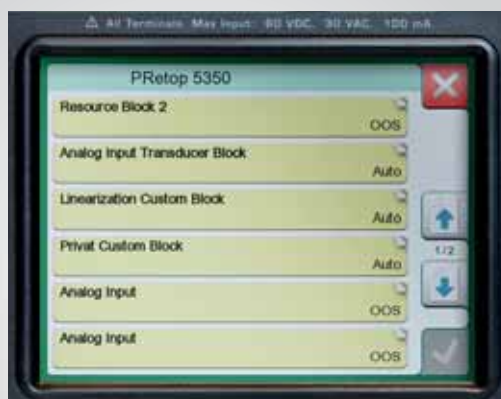 ⚠ All Terminals Max Input: 60 VDC. 30 VAC. 100 mA.
PRetop 5350
Resource Block 2
OOS
Analog Input Transducer Block
Auto
Linearization Custom Block
Auto
Privat Custom Block
Auto
1/2
Analog Input
OOS
Analog Input
OOS